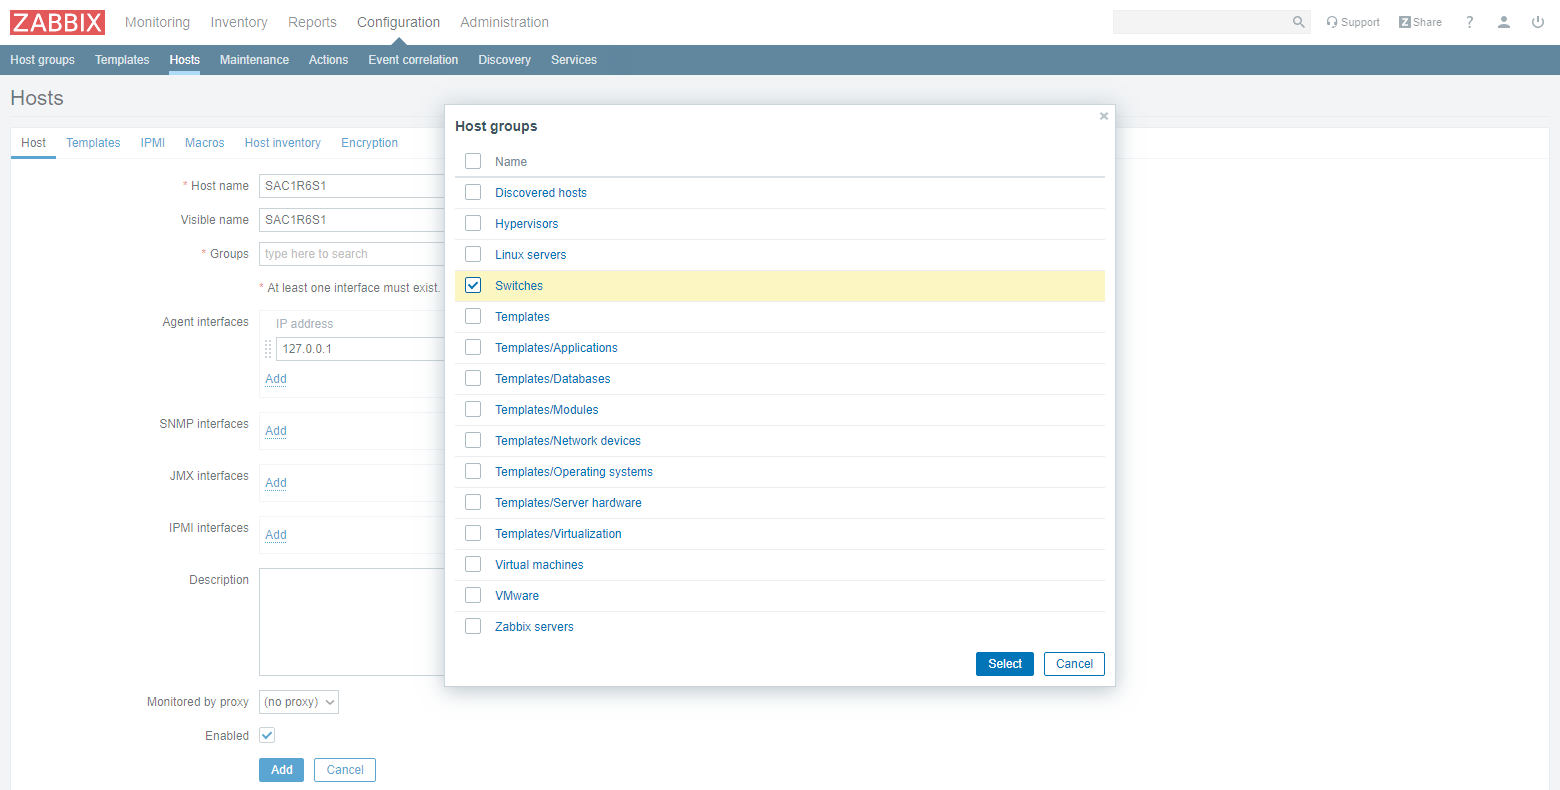 ZABBIX Monitoring Inventory Reports Configuration Administration Support Z Share ?
Host groups Templates Hosts Maintenance Actions Event correlation Discovery Services
Hosts
Host Templates IPMI Macros Host inventory Encryption
* Host name SAC1R6S1
Visible name SAC1R6S1
* Groups type here to search
* At least one interface must exist.
Agent interfaces IP address
127.0.0.1
Add
SNMP interfaces Add
JMX interfaces Add
IPMI interfaces Add
Description
Monitored by proxy (no proxy)
Enabled
Add Cancel
Host groups ×
Name
Discovered hosts
Hypervisors
Linux servers
Switches
Templates
Templates/Applications
Templates/Databases
Templates/Modules
Templates/Network devices
Templates/Operating systems
Templates/Server hardware
Templates/Virtualization
Virtual machines
VMware
Zabbix servers
Select Cancel